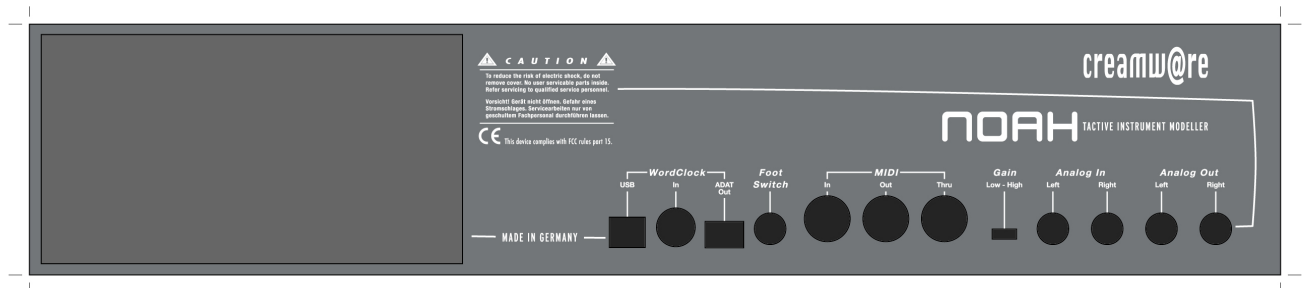 CAUTION
To reduce the risk of electric shock, do not
remove cover. No user servicable parts inside.
Refer servicing to qualified service personnel.
Vorsicht! Gerät nicht öffnen. Gefahr eines
Stromschlages. Servicearbeiten nur von
geschultem Fachpersonal durchführen lassen.
CE This device complies with FCC rules part 15.
creamw@re
NOAH TACTIVE INSTRUMENT MODELLER
WordClock
USB
In
ADAT
Out
Foot
Switch
MIDI
In
Out
Thru
Gain
Low - High
Analog In
Left
Right
Analog Out
Left
Right
MADE IN GERMANY